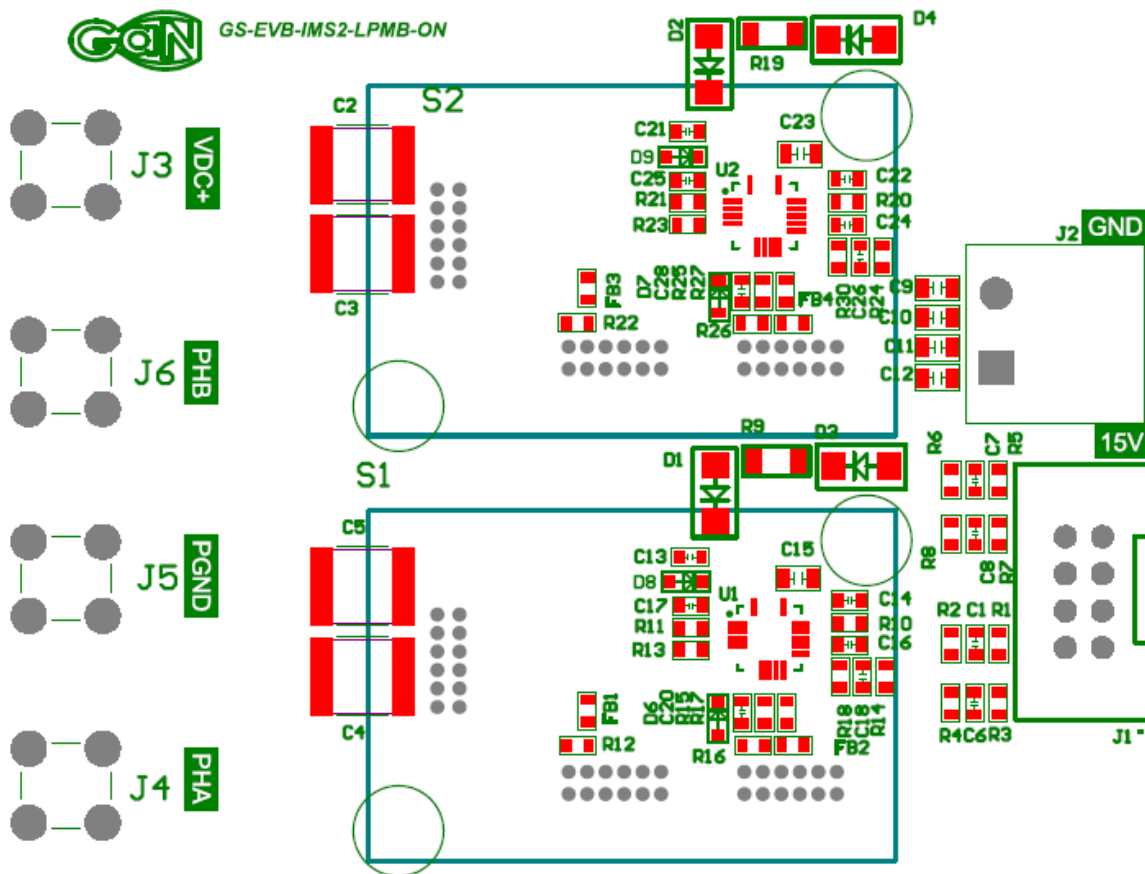 GaN
GS-EVB-IMS2-LPMB-ON
D2
R19
D4
S2
C2
C3
J3
VDC+
C21
D9
C25
R21
R23
U2
C23
C22
R20
C24
D7
C28
R25
R27
FB3
R22
R26
FB4
R30
C26
R24
J2
GND
C9
C10
C11
C12
15V
J6
PHB
S1
D1
R9
D3
R6
C7
R5
R8
C8
R7
C5
C4
J5
PGND
C13
D8
C17
R11
R13
U1
C15
C14
R10
C16
R2
C1
R1
D6
C20
R15
R17
FB1
R12
R16
FB2
R18
C18
R14
R4
C6
R3
J1
J4
PHA